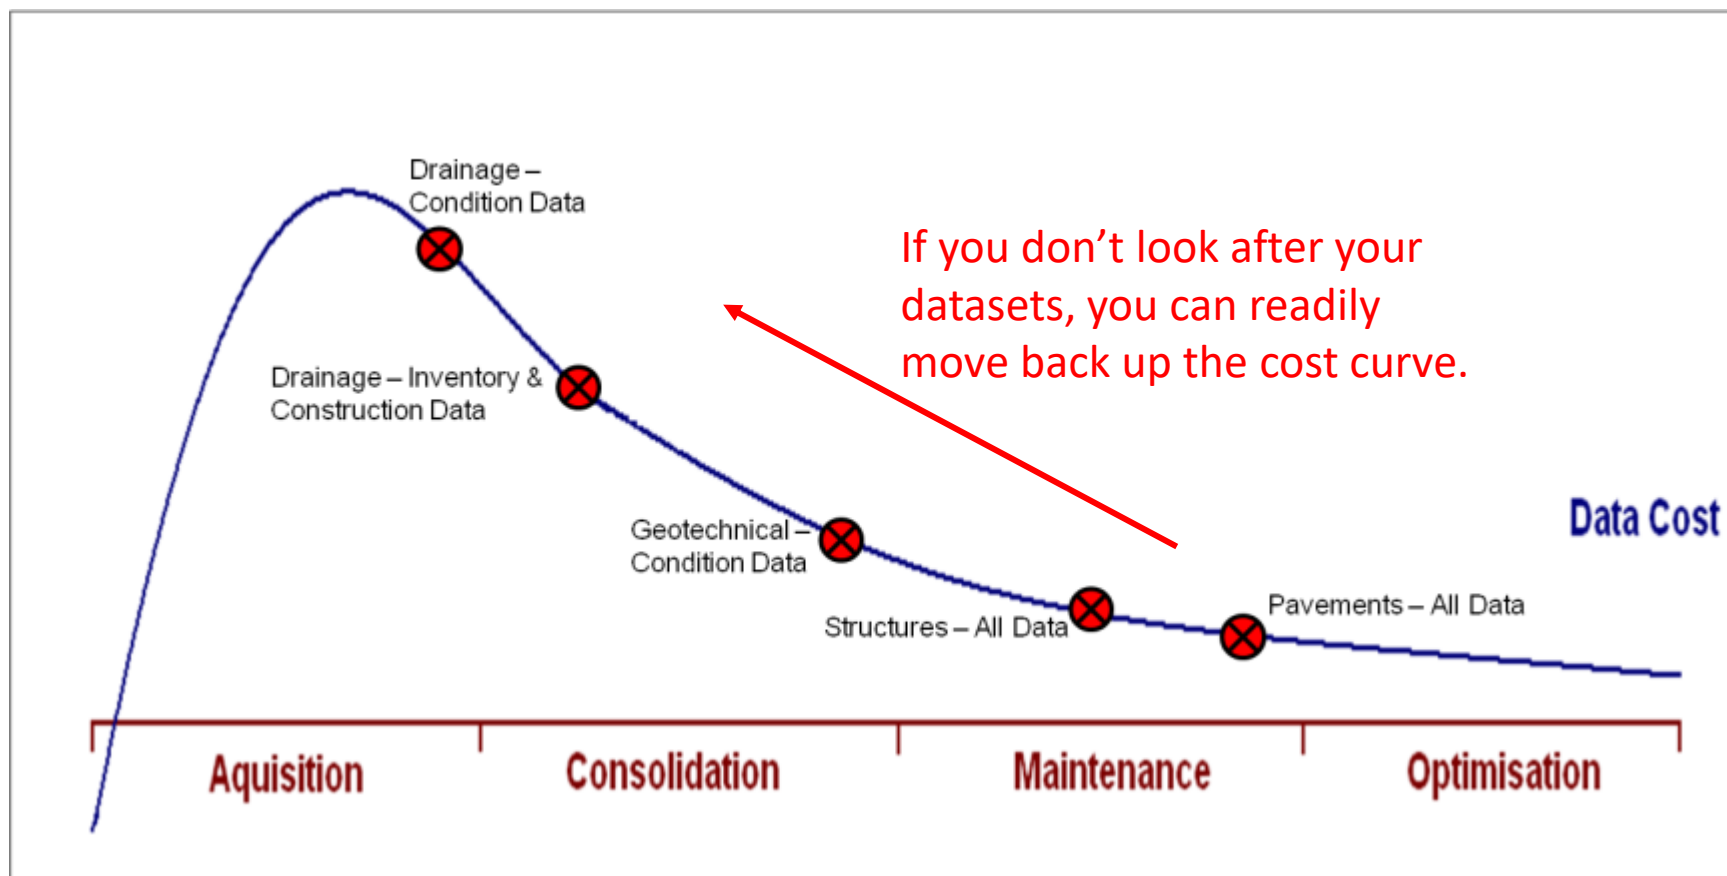 Drainage –
Condition Data
If you don’t look after your
datasets, you can readily
move back up the cost curve.
Drainage – Inventory &
Construction Data
Geotechnical –
Condition Data
Data Cost
Structures – All Data
Pavements – All Data
Aquisition
Consolidation
Maintenance
Optimisation